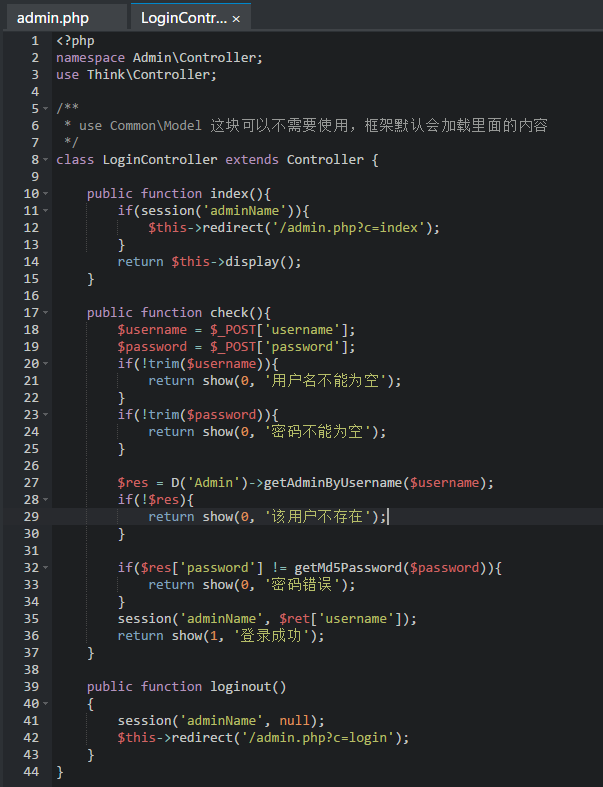 admin.php
LoginContr... ×
1 <?php
2 namespace Admin\Controller;
3 use Think\Controller;
4
5 /**
6  * use Common\Model 这块可以不需要使用，框架默认会加载里面的内容
7  */
8 class LoginController extends Controller {
9
10     public function index(){
11         if(session('adminName')){
12             $this->redirect('/admin.php?c=index');
13         }
14         return $this->display();
15     }
16
17     public function check(){
18         $username = $_POST['username'];
19         $password = $_POST['password'];
20         if(!trim($username)){
21             return show(0, '用户名不能为空');
22         }
23         if(!trim($password)){
24             return show(0, '密码不能为空');
25         }
26
27         $res = D('Admin')->getAdminByUsername($username);
28         if(!$res){
29             return show(0, '该用户不存在');
30         }
31
32         if($res['password'] != getMd5Password($password)){
33             return show(0, '密码错误');
34         }
35         session('adminName', $ret['username']);
36         return show(1, '登录成功');
37     }
38
39     public function loginout()
40     {
41         session('adminName', null);
42         $this->redirect('/admin.php?c=login');
43     }
44 }